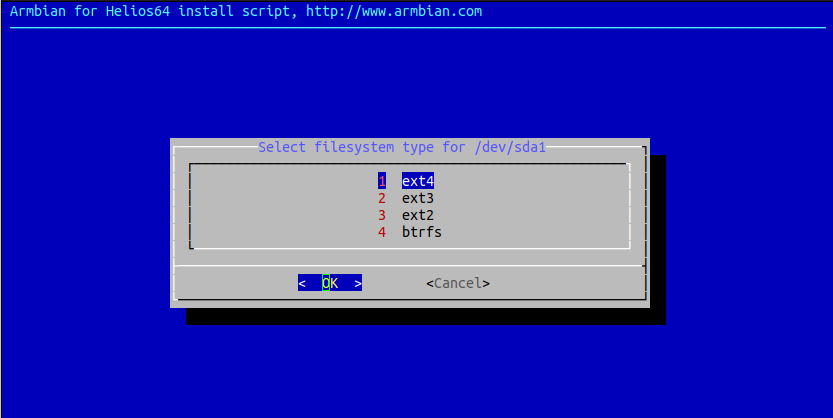 Armbian for Helios64 install script, http://www.armbian.com
Select filesystem type for /dev/sda1
1 ext4
2 ext3
3 ext2
4 btrfs
< OK > <Cancel>